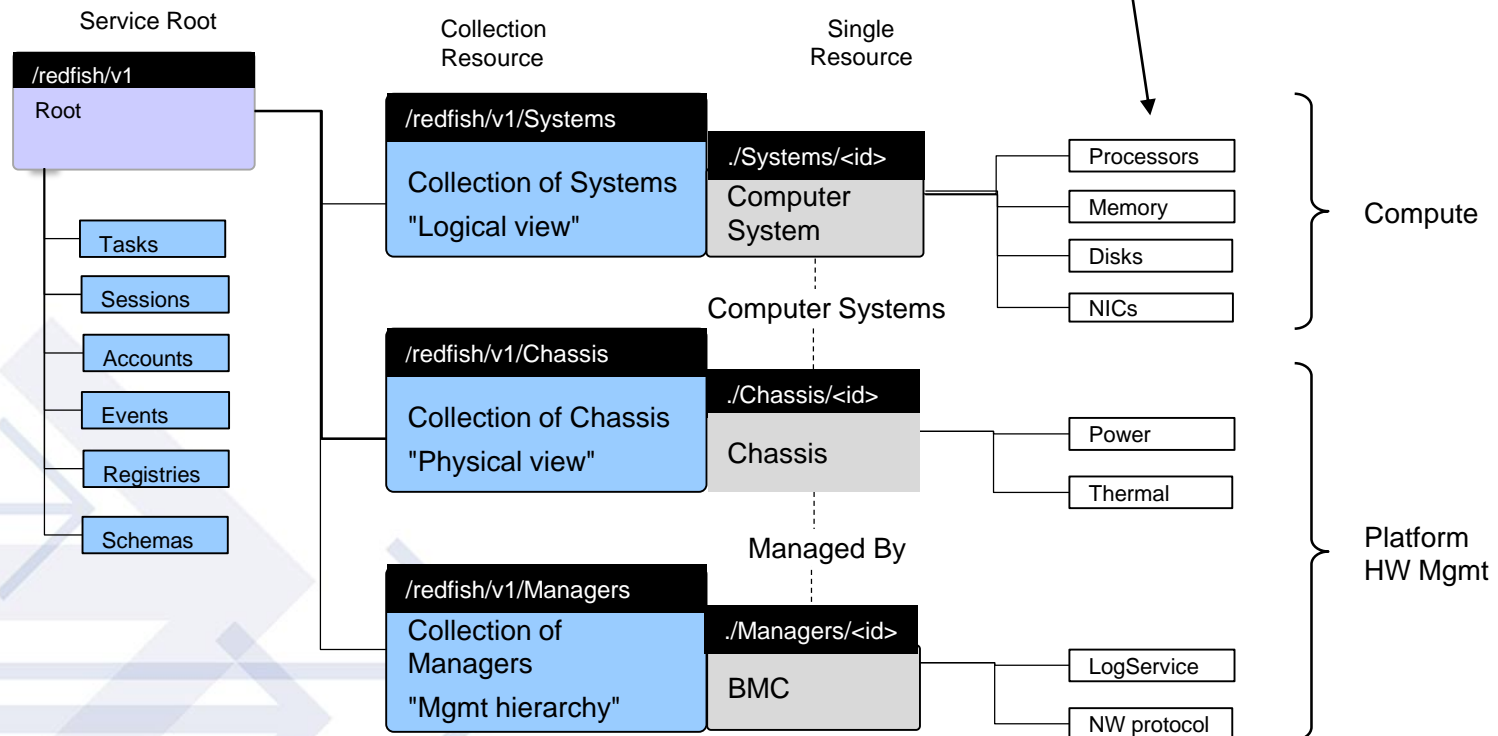 Service Root
Collection
Resource
Single
Resource
/redfish/v1
Root
Tasks
Sessions
Accounts
Events
Registries
Schemas
/redfish/v1/Systems
Collection of Systems
"Logical view"
./Systems/<id>
Computer
System
Processors
Memory
Disks
NICs
Compute
Computer Systems
/redfish/v1/Chassis
Collection of Chassis
"Physical view"
./Chassis/<id>
Chassis
Power
Thermal
Managed By
Platform
HW Mgmt
/redfish/v1/Managers
Collection of
Managers
"Mgmt hierarchy"
./Managers/<id>
BMC
LogService
NW protocol